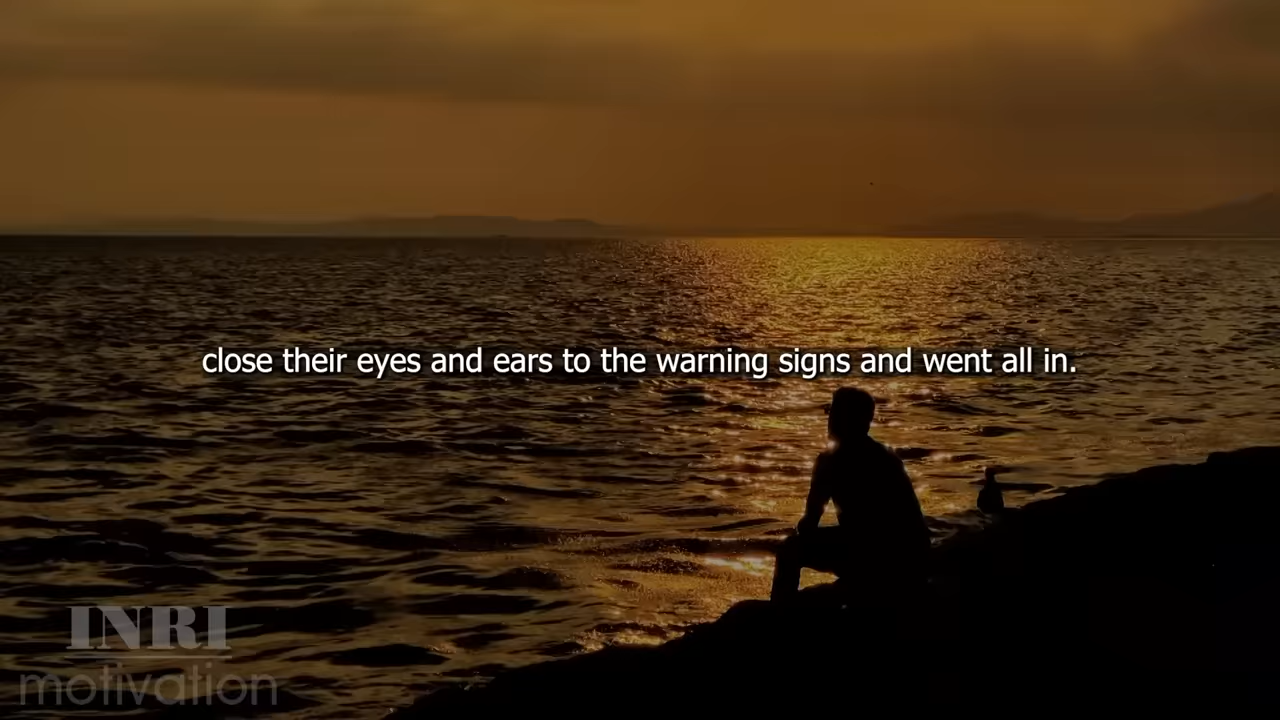 close their eyes and ears to the warning signs and went all in.
INRI
motivation